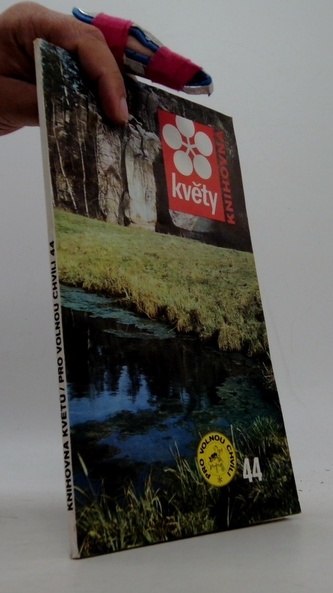 květy
KNIHOVNA
PRO VOLNOU CHVÍLI
44
KNIHOVNA KVĚTŮ / PRO VOLNOU CHVÍLI 44